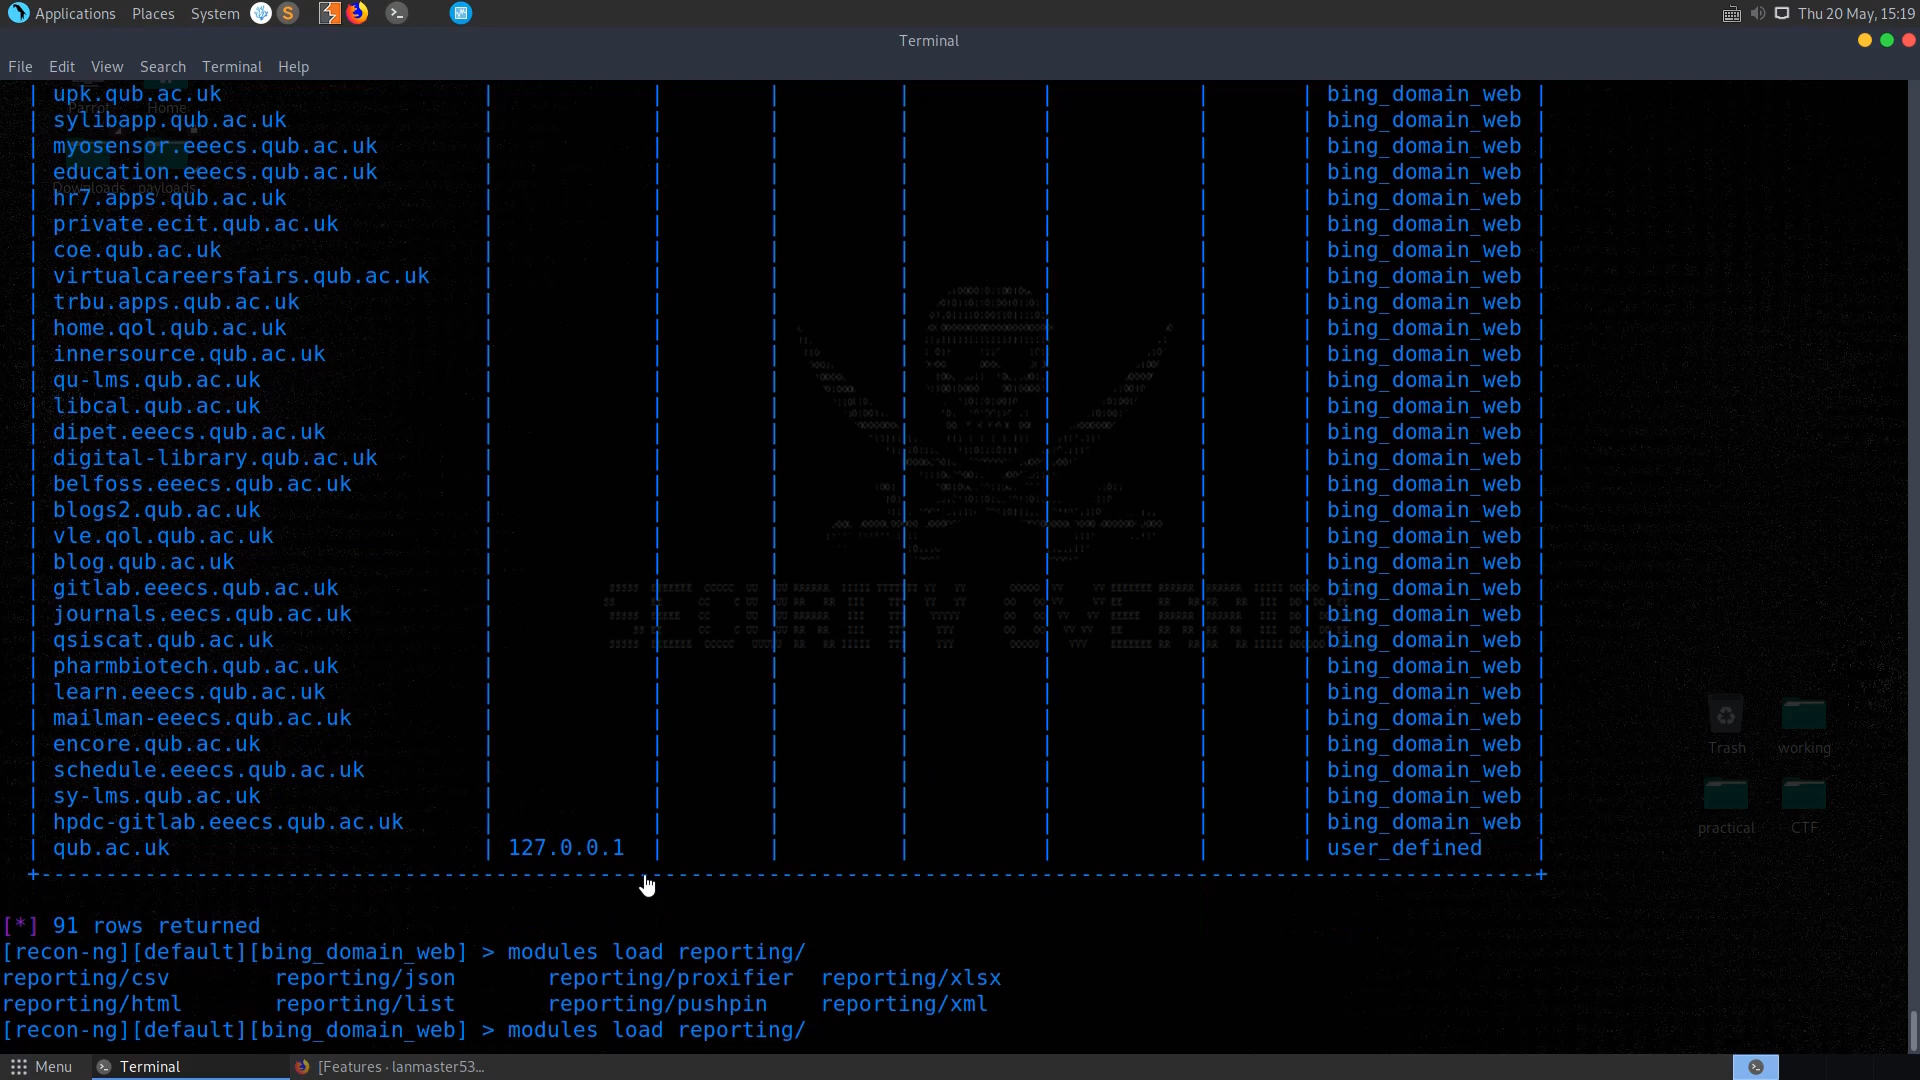 Applications Places System Thu 20 May, 15:19
Terminal
File Edit View Search Terminal Help
| upk.qub.ac.uk | | | | | | | bing_domain_web |
| sylibapp.qub.ac.uk | | | | | | | bing_domain_web |
| myosensor.eeecs.qub.ac.uk | | | | | | | bing_domain_web |
| education.eeecs.qub.ac.uk | | | | | | | bing_domain_web |
| hr7.apps.qub.ac.uk | | | | | | | bing_domain_web |
| private.ecit.qub.ac.uk | | | | | | | bing_domain_web |
| coe.qub.ac.uk | | | | | | | bing_domain_web |
| virtualcareersfairs.qub.ac.uk | | | | | | | bing_domain_web |
| trbu.apps.qub.ac.uk | | | | | | | bing_domain_web |
| home.qol.qub.ac.uk | | | | | | | bing_domain_web |
| innersource.qub.ac.uk | | | | | | | bing_domain_web |
| qu-lms.qub.ac.uk | | | | | | | bing_domain_web |
| libcal.qub.ac.uk | | | | | | | bing_domain_web |
| dipet.eeecs.qub.ac.uk | | | | | | | bing_domain_web |
| digital-library.qub.ac.uk | | | | | | | bing_domain_web |
| belfoss.eeecs.qub.ac.uk | | | | | | | bing_domain_web |
| blogs2.qub.ac.uk | | | | | | | bing_domain_web |
| vle.qol.qub.ac.uk | | | | | | | bing_domain_web |
| blog.qub.ac.uk | | | | | | | bing_domain_web |
| gitlab.eeecs.qub.ac.uk | | | | | | | bing_domain_web |
| journals.eecs.qub.ac.uk | | | | | | | bing_domain_web |
| qsiscat.qub.ac.uk | | | | | | | bing_domain_web |
| pharmbiotech.qub.ac.uk | | | | | | | bing_domain_web |
| learn.eeecs.qub.ac.uk | | | | | | | bing_domain_web |
| mailman-eeecs.qub.ac.uk | | | | | | | bing_domain_web |
| encore.qub.ac.uk | | | | | | | bing_domain_web |
| schedule.eeecs.qub.ac.uk | | | | | | | bing_domain_web |
| sy-lms.qub.ac.uk | | | | | | | bing_domain_web |
| hpdc-gitlab.eeecs.qub.ac.uk | | | | | | | bing_domain_web |
| qub.ac.uk | 127.0.0.1 | | | | | | user_defined |
[*] 91 rows returned
[recon-ng][default][bing_domain_web] > modules load reporting/
reporting/csv reporting/json reporting/proxifier reporting/xlsx
reporting/html reporting/list reporting/pushpin reporting/xml
[recon-ng][default][bing_domain_web] > modules load reporting/
Parrot Home
Downloads payloads
Trash working
practical CTF
Menu Terminal [Features · lanmaster53...